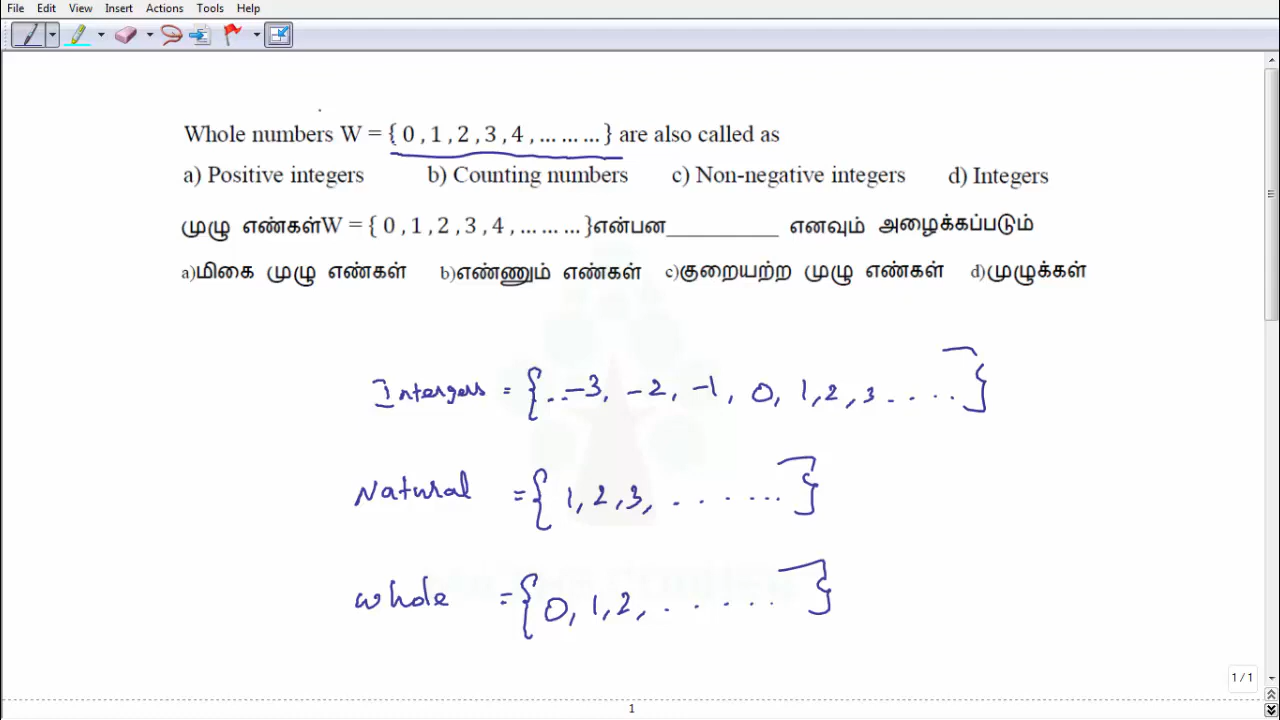 File Edit View Insert Actions Tools Help
Whole numbers W = { 0 , 1 , 2 , 3 , 4 , ... ... ... } are also called as
a) Positive integers b) Counting numbers c) Non-negative integers d) Integers
முழு எண்கள்W = { 0 , 1 , 2 , 3 , 4 , ... ... ... }என்பன__________ எனவும் அழைக்கப்படும்
a)மிகை முழு எண்கள் b)எண்ணும் எண்கள் c)குறையற்ற முழு எண்கள் d)முழுக்கள்
Intergers = { ..-3, -2, -1, 0, 1, 2, 3 . . . . }
Natural = { 1, 2, 3, . . . ... }
whole = { 0, 1, 2, . . . . . . }
1 / 1
1